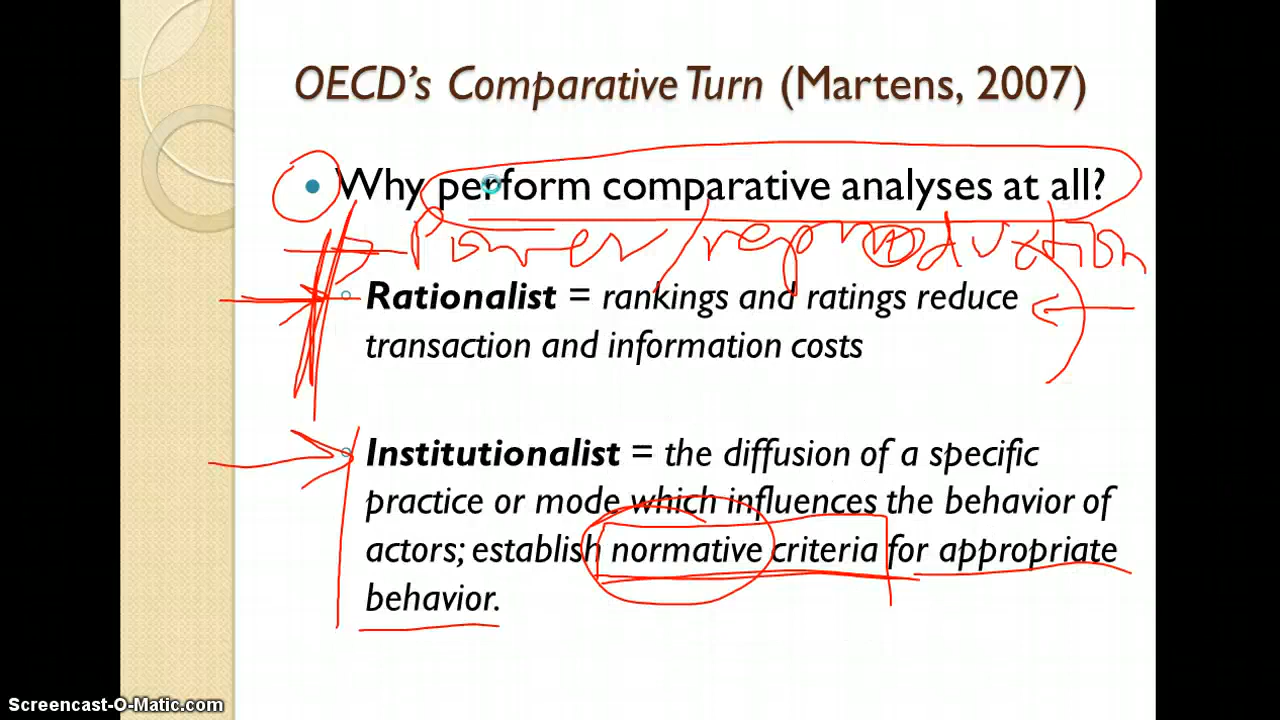 OECD's Comparative Turn (Martens, 2007)
Why perform comparative analyses at all?
Power/reproduction
Rationalist = rankings and ratings reduce
transaction and information costs
Institutionalist = the diffusion of a specific
practice or mode which influences the behavior of
actors; establish normative criteria for appropriate
behavior.
Screencast-O-Matic.com